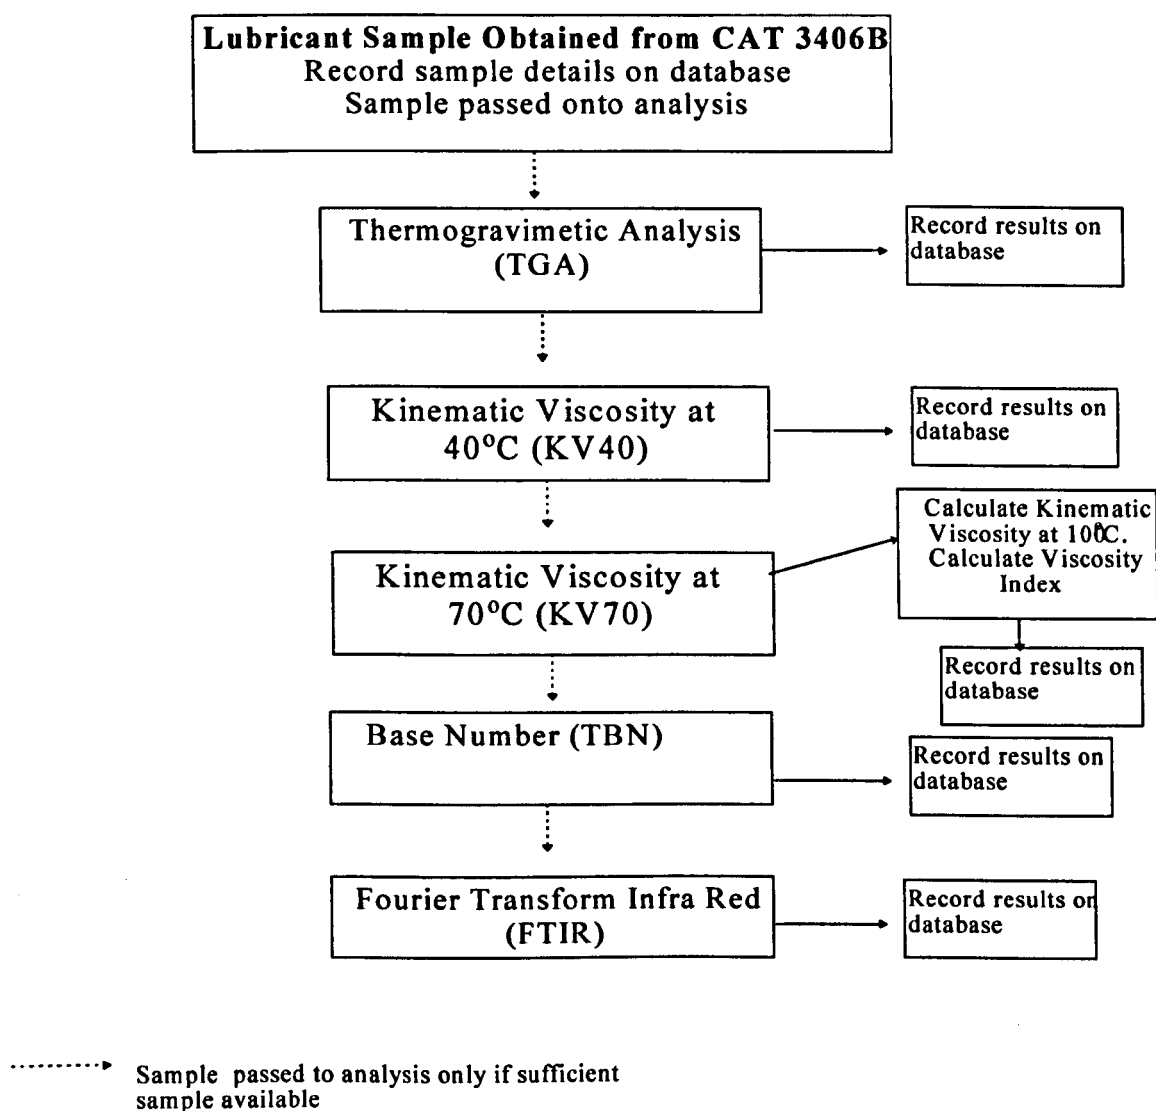 Lubricant Sample Obtained from CAT 3406B
Record sample details on database
Sample passed onto analysis
Thermogravimetic Analysis
(TGA)
Record results on
database
Kinematic Viscosity at
40°C (KV40)
Record results on
database
Kinematic Viscosity at
70°C (KV70)
Calculate Kinematic
Viscosity at 100°C.
Calculate Viscosity
Index
Record results on
database
Base Number (TBN)
Record results on
database
Fourier Transform Infra Red
(FTIR)
Record results on
database
Sample passed to analysis only if sufficient
sample available